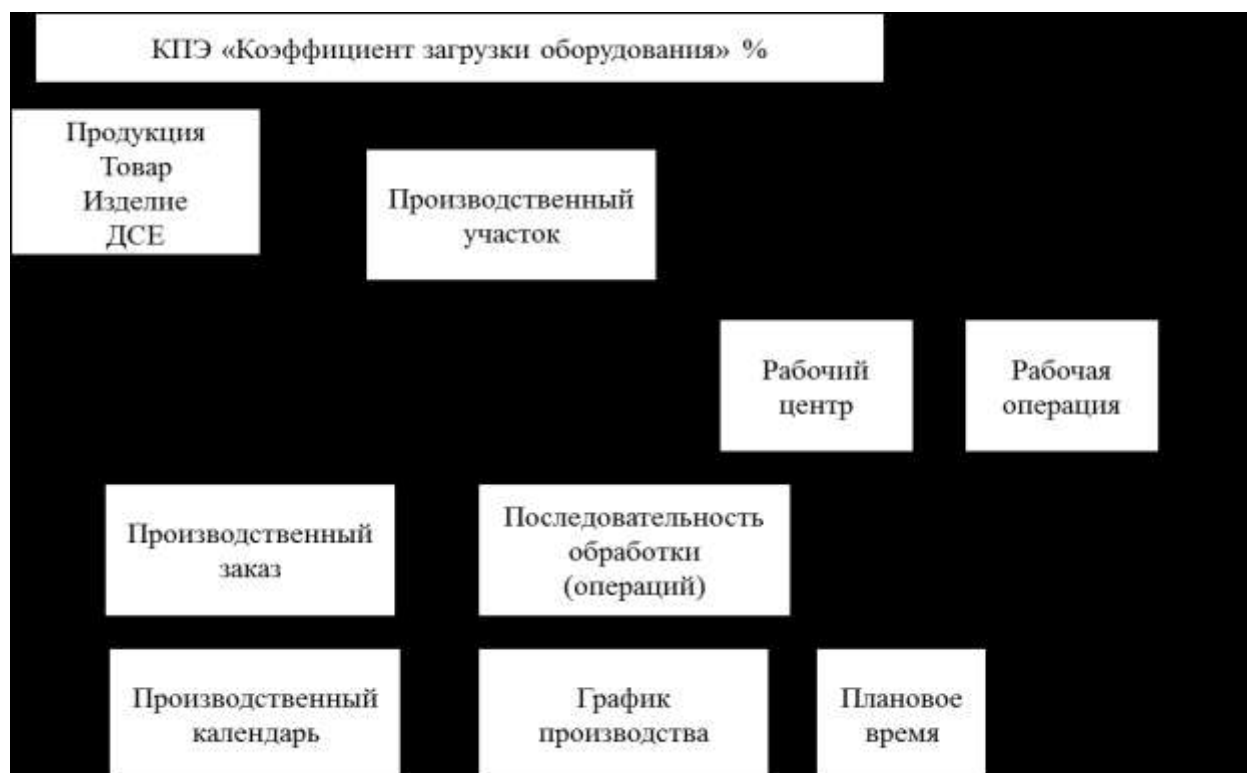 КПЭ «Коэффициент загрузки оборудования» %
Продукция
Товар
Изделие
ДСЕ
Производственный
участок
Рабочий
центр
Рабочая
операция
Производственный
заказ
Последовательность
обработки
(операций)
Производственный
календарь
График
производства
Плановое
время